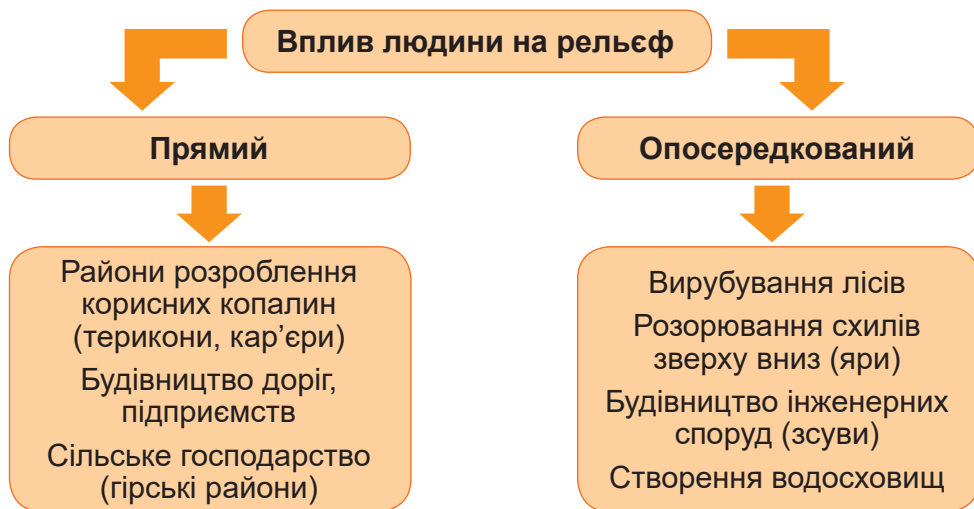 Вплив людини на рельєф
Прямий
Опосередкований
Райони розроблення
корисних копалин
(терикони, кар’єри)
Будівництво доріг,
підприємств
Сільське господарство
(гірські райони)
Вирубування лісів
Розорювання схилів
зверху вниз (яри)
Будівництво інженерних
споруд (зсуви)
Створення водосховищ